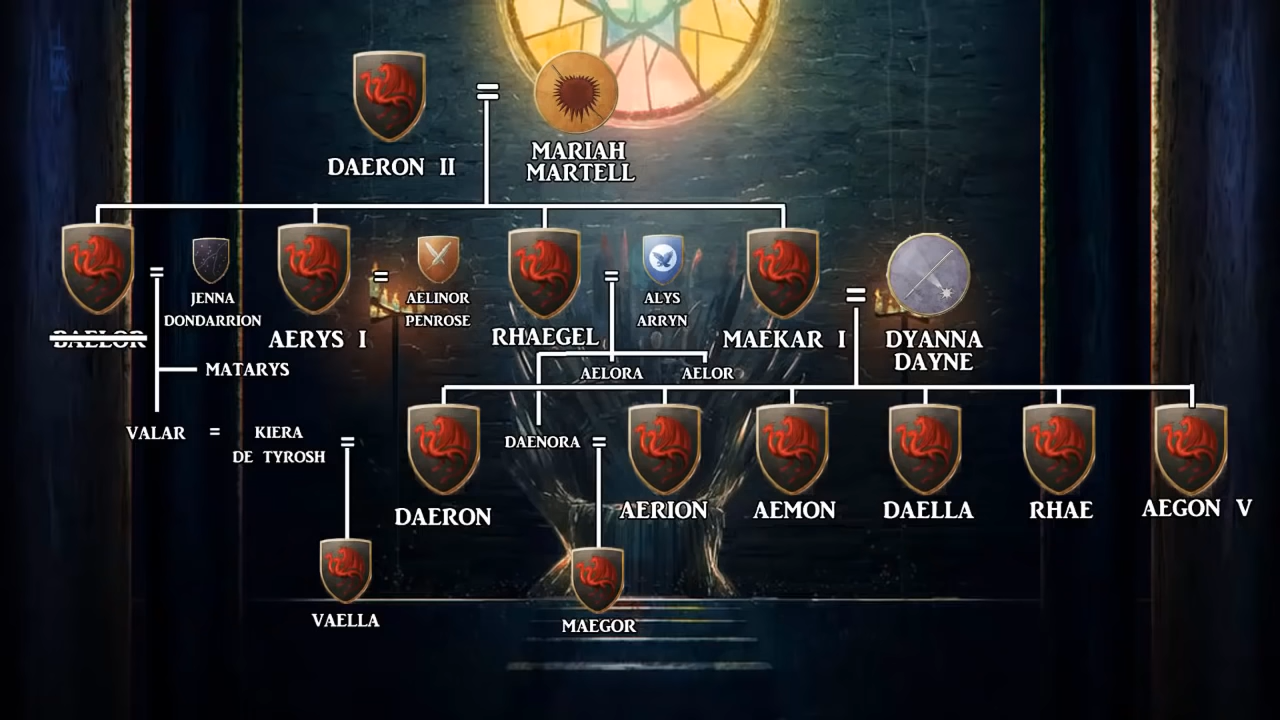 DAERON II
MARIAH
MARTELL
BAELOR
JENNA
DONDARRION
AERYS I
AELINOR
PENROSE
RHAEGEL
ALYS
ARRYN
MAEKAR I
DYANNA
DAYNE
MATARYS
AELORA
AELOR
VALAR
=
KIERA
DE TYROSH
DAERON
DAENORA
AERION
AEMON
DAELLA
RHAE
AEGON V
VAELLA
MAEGOR